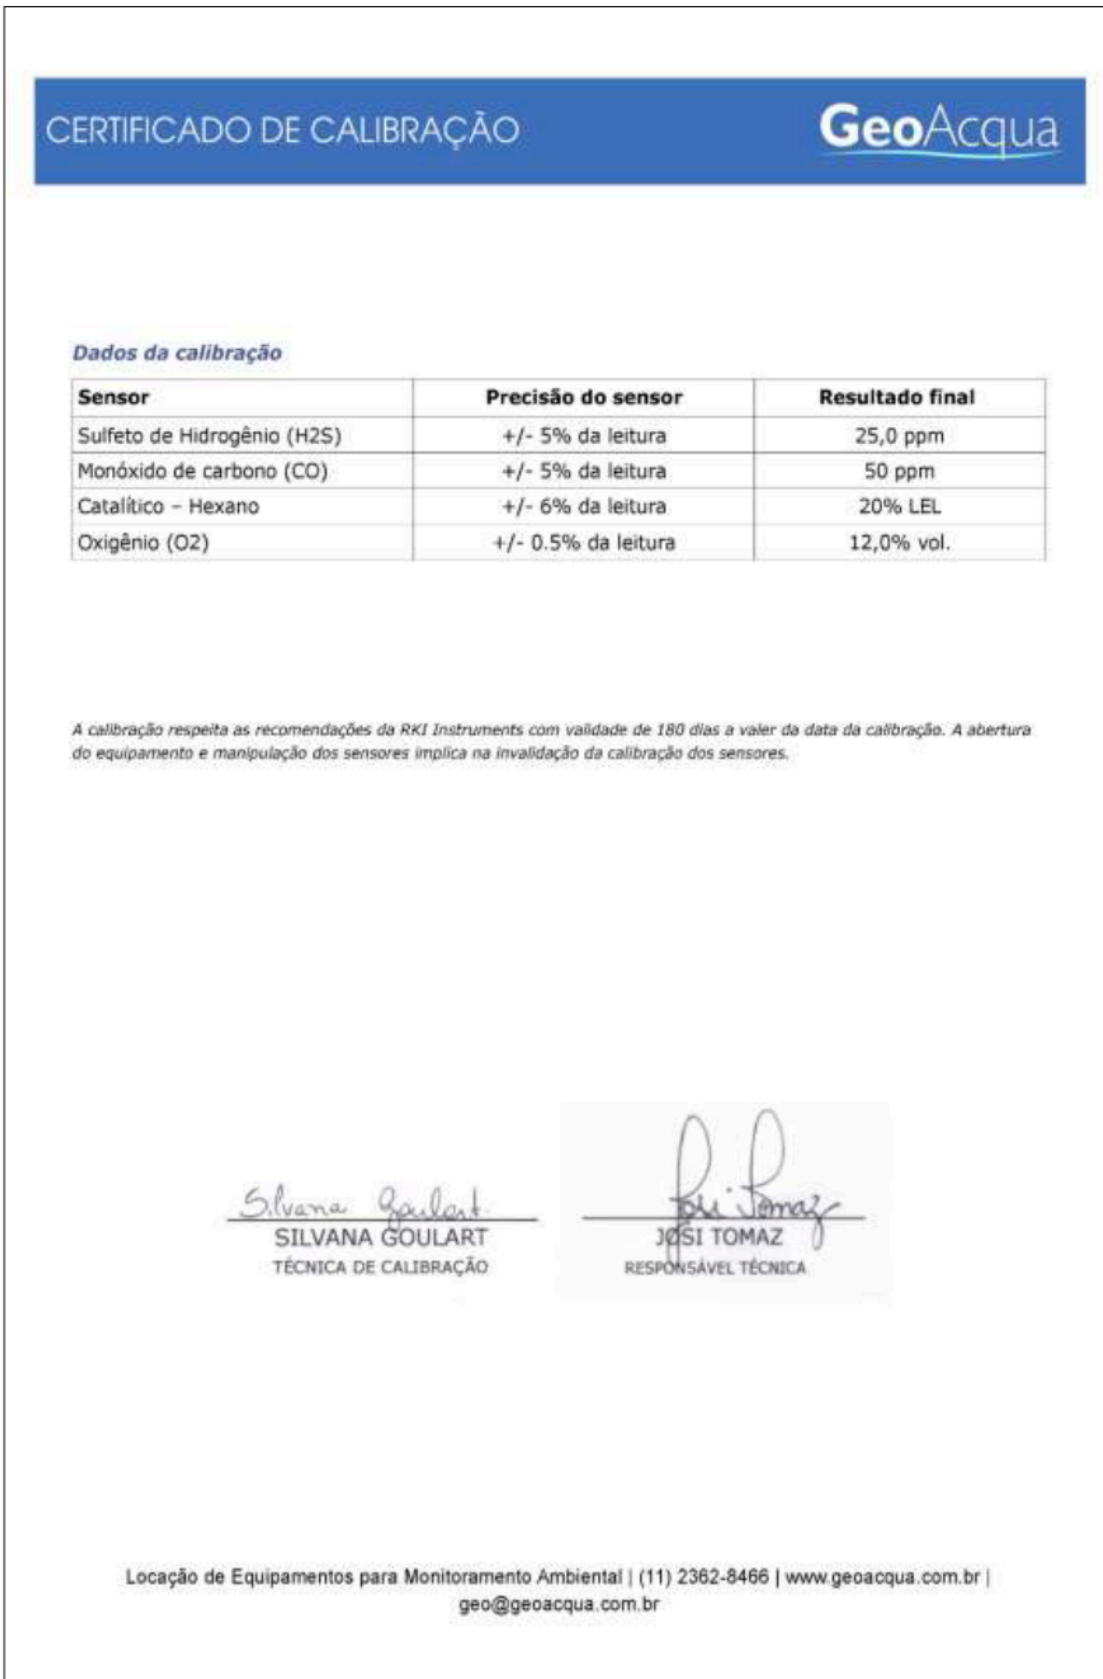 CERTIFICADO DE CALIBRAÇÃO
GeoAcqua
Dados da calibração
Sensor Precisão do sensor Resultado final
Sulfeto de Hidrogênio (H2S) +/- 5% da leitura 25,0 ppm
Monóxido de carbono (CO) +/- 5% da leitura 50 ppm
Catalítico – Hexano +/- 6% da leitura 20% LEL
Oxigênio (O2) +/- 0.5% da leitura 12,0% vol.
A calibração respeita as recomendações da RKI Instruments com validade de 180 dias a valer da data da calibração. A abertura
do equipamento e manipulação dos sensores implica na invalidação da calibração dos sensores.
Silvana Goulart
Josi Tomaz
SILVANA GOULART
JOSI TOMAZ
TÉCNICA DE CALIBRAÇÃO
RESPONSÁVEL TÉCNICA
Locação de Equipamentos para Monitoramento Ambiental | (11) 2362-8466 | www.geoacqua.com.br |
geo@geoacqua.com.br